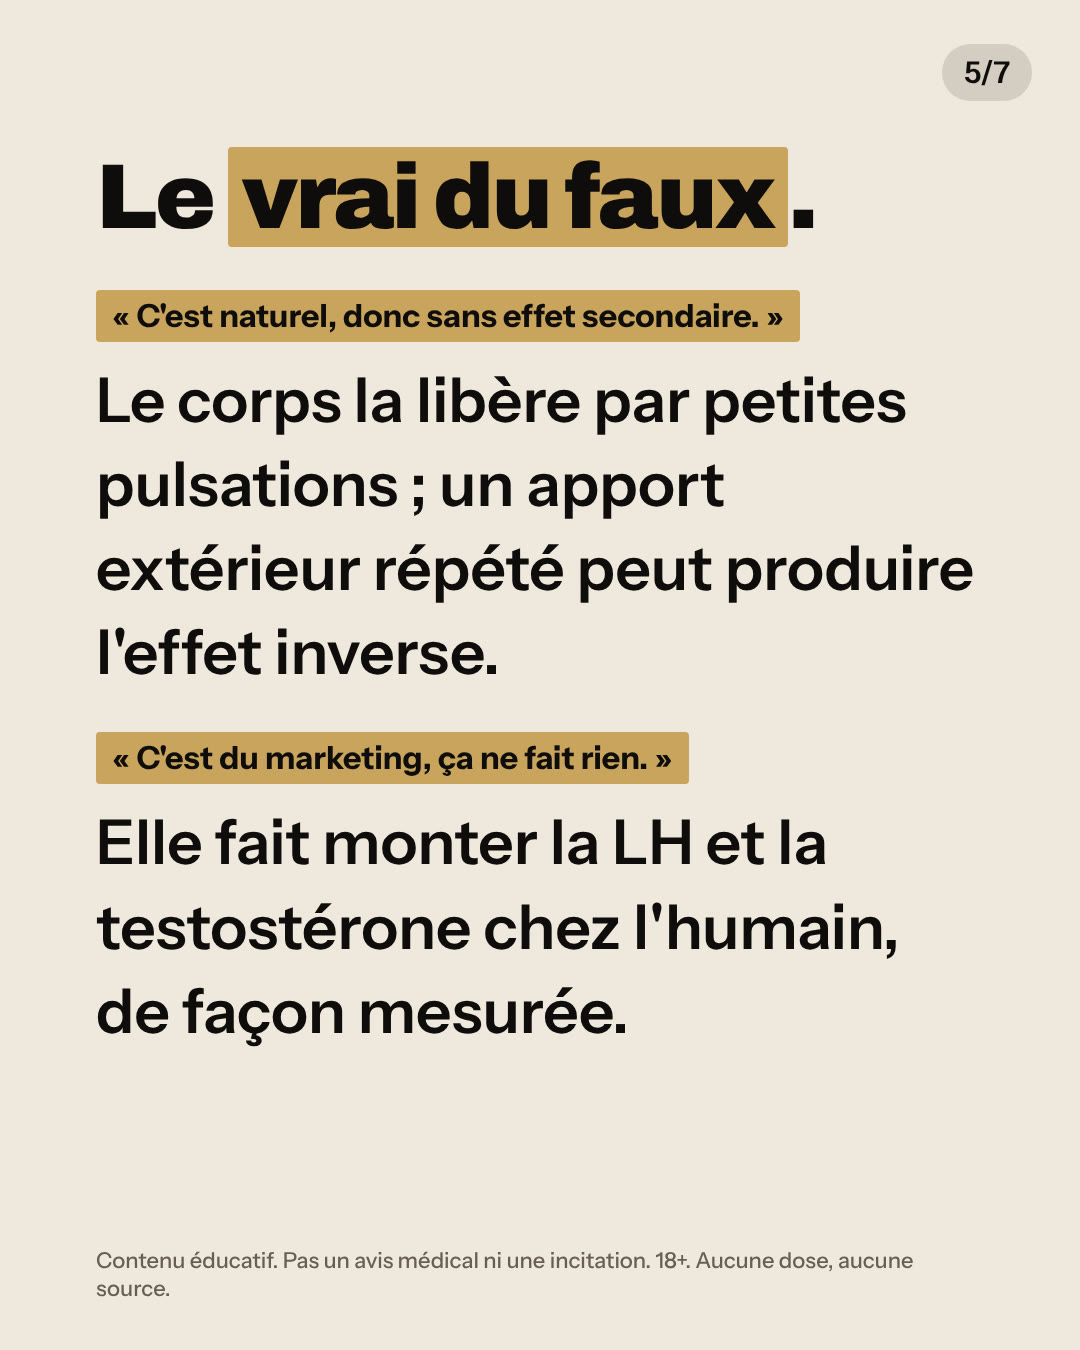 5/7
Le vrai du faux.
« C'est naturel, donc sans effet secondaire. »
Le corps la libère par petites
pulsations ; un apport
extérieur répété peut produire
l'effet inverse.
« C'est du marketing, ça ne fait rien. »
Elle fait monter la LH et la
testostérone chez l'humain,
de façon mesurée.
Contenu éducatif. Pas un avis médical ni une incitation. 18+. Aucune dose, aucune
source.